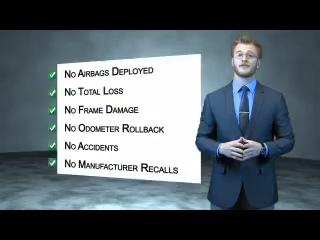 No Airbags Deployed
No Total Loss
No Frame Damage
No Odometer Rollback
No Accidents
No Manufacturer Recalls